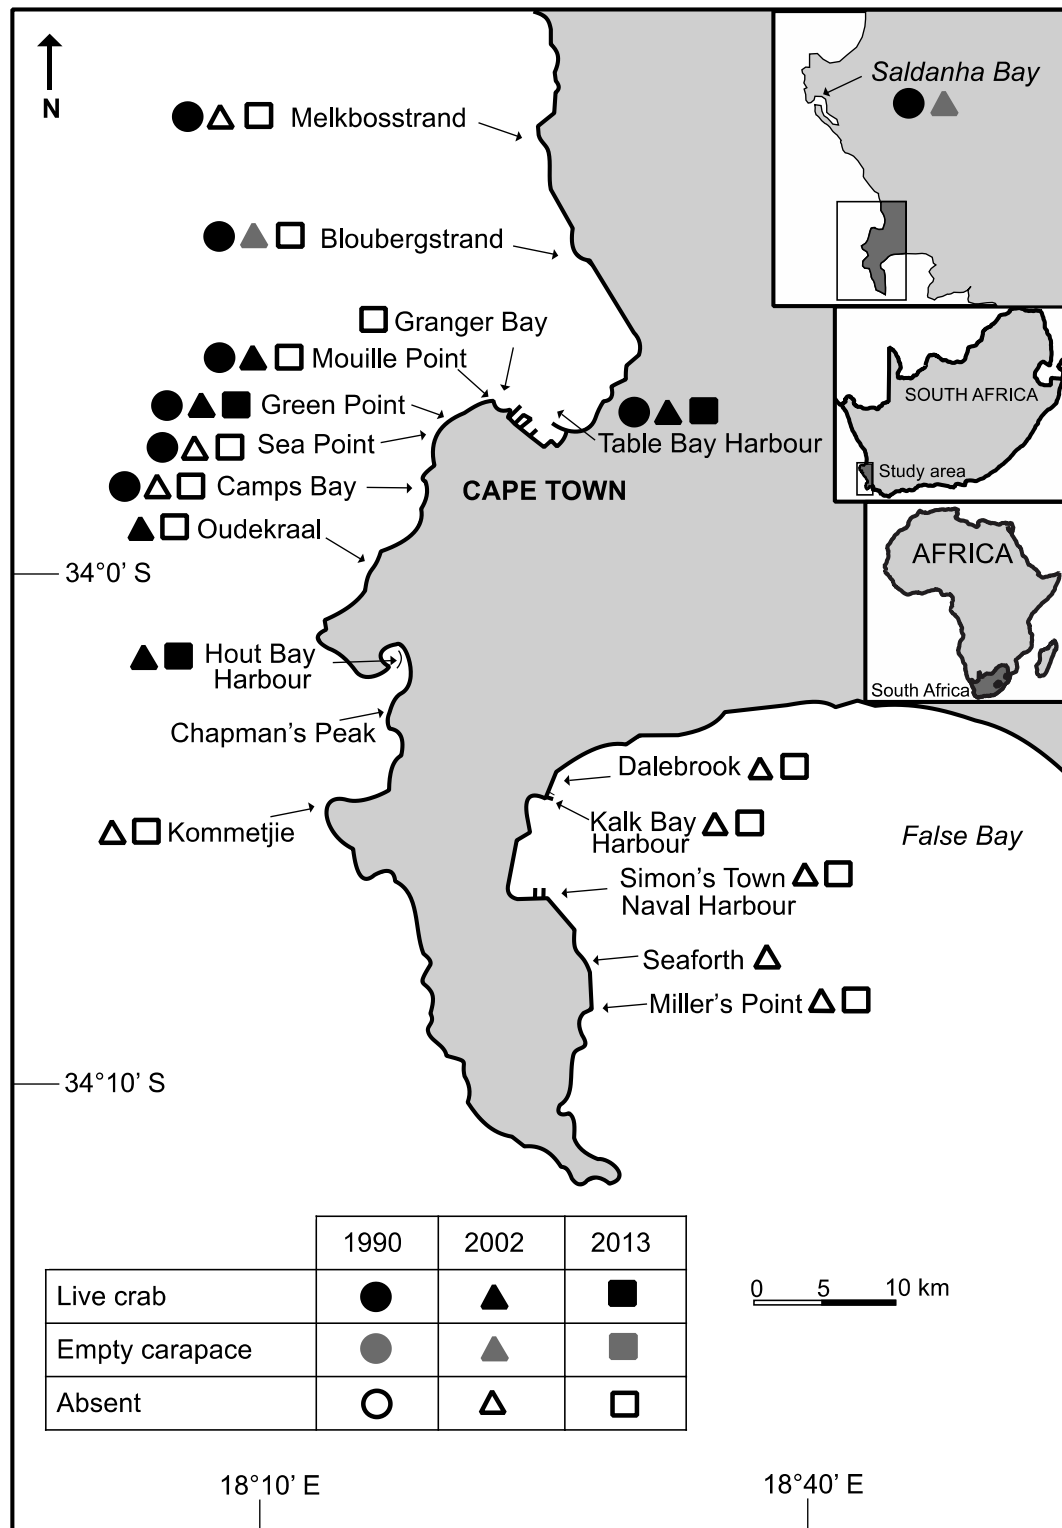 N
Saldanha Bay
Melkbosstrand
Bloubergstrand
Granger Bay
Mouille Point
Green Point
Sea Point
Table Bay Harbour
Camps Bay
CAPE TOWN
Oudekraal
SOUTH AFRICA
Study area
AFRICA
South Africa
34°0’ S
Hout Bay
Harbour
Chapman’s Peak
Kommetjie
Dalebrook
Kalk Bay
Harbour
False Bay
Simon’s Town
Naval Harbour
Seaforth
Miller’s Point
34°10’ S
1990 2002 2013
Live crab
Empty carapace
Absent
0 5 10 km
18°10’ E
18°40’ E